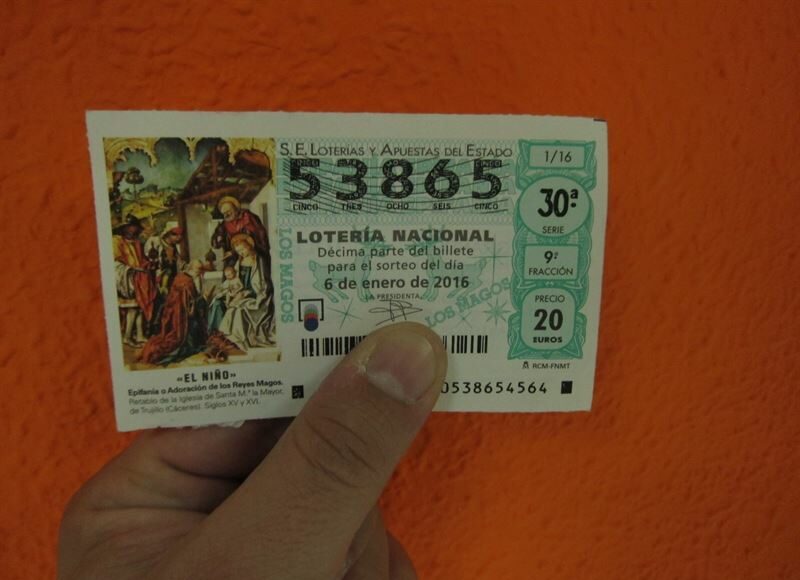 S.E. LOTERIAS Y APUESTAS DEL ESTADO
53865
CINCO TRES OCHO SEIS CINCO
LOTERÍA NACIONAL
Décima parte del billete
para el sorteo del día
6 de enero de 2016
LA PRESIDENTA,
LOS MAGOS
LOS MAGOS
1/16
30ª
SERIE
9ª
FRACCIÓN
PRECIO
20
EUROS
RCM-FNMT
0538654564
«EL NIÑO»
Epifanía o Adoración de los Reyes Magos.
Retablo de la Iglesia de Santa M.ª la Mayor,
de Trujillo (Cáceres). Siglos XV y XVI.